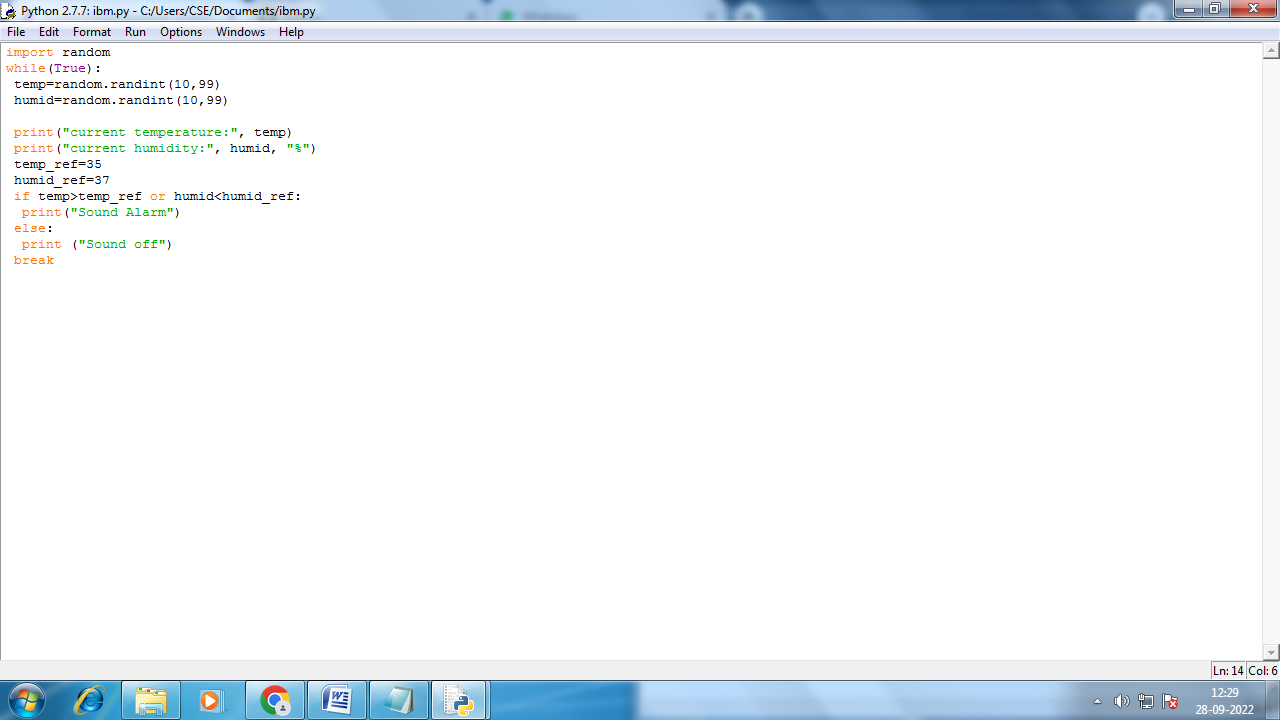 Python 2.7.7: ibm.py - C:/Users/CSE/Documents/ibm.py
File Edit Format Run Options Windows Help
import random
while(True):
 temp=random.randint(10,99)
 humid=random.randint(10,99)

 print("current temperature:", temp)
 print("current humidity:", humid, "%")
 temp_ref=35
 humid_ref=37
 if temp>temp_ref or humid<humid_ref:
  print("Sound Alarm")
 else:
  print ("Sound off")
 break
Ln: 14 Col: 6
12:29
28-09-2022